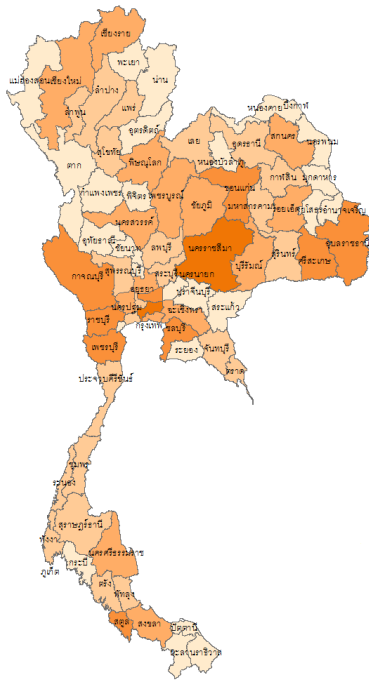 เชียงราย
พะเยา
แม่ฮ่องสอน
เชียงใหม่
น่าน
ลำปาง
ลำพูน
แพร่
อุตรดิตถ์
สุโขทัย
ตาก
พิษณุโลก
เลย
หนองคาย
บึงกาฬ
อุดรธานี
สกนคร
นครพนม
หนองบัวลำภู
กำแพงเพชร
พิจิตร
เพชรบูรณ์
ขอนแก่น
กาฬสิน
มุกดาหาร
ชัยภูมิ
มหาสารคาม
ร้อยเอ็ด
ยโสธร
อำนาจเจริญ
นครสวรรค์
อุทัยธานี
ชัยนาท
ลพบุรี
นครราชสีมา
บุรีรัมณ์
สุรินทร์
ศรีสะเกษ
อุบลราชธานี
กาจณบุรี
สุพรรณบุรี
สระบุรี
นครนายก
ปราจีนบุรี
สระแก้ว
อยุธยา
นครปฐม
กรุงเทพ
ฉะเชิงทรา
ราชบุรี
ชลบุรี
เพชรบุรี
ระยอง
จันทบุรี
ตราด
ประจวบคีรีขันธ์
ชุมพร
ระนอง
สุราษฎร์ธานี
พังงา
นครศรีธรรมราช
กระบี่
ภูเก็ต
ตรัง
พัทลุง
สตูล
สงขลา
ปัตตานี
ยะลา
นราธิวาส